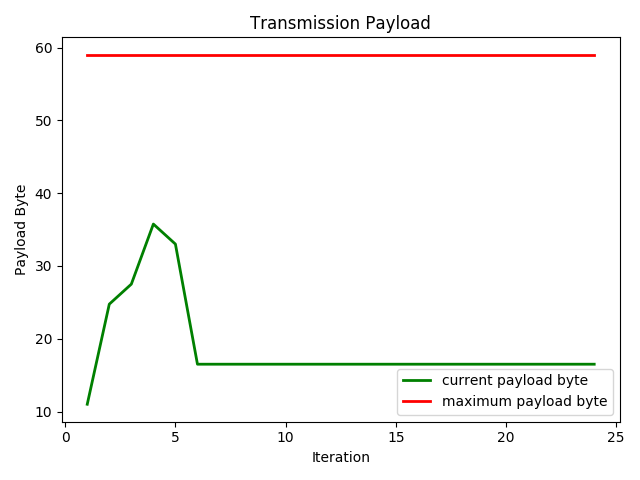 Transmission Payload
Payload Byte
60
50
40
30
20
10
0
5
10
15
20
25
Iteration
current payload byte
maximum payload byte